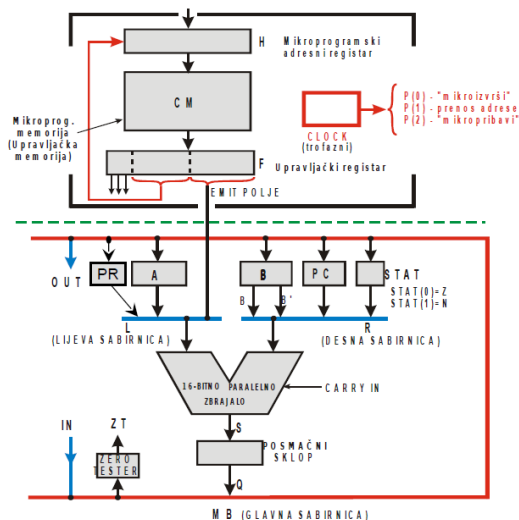 H
Mikroprogramski
adresni registar
CM
Mikroprog.
memorija
(Upravljačka
memorija)
CLOCK
(trofazni)
P(0) - "mikroizvrši"
P(1) - prenos adrese
P(2) - "mikropribavi"
F
Upravljački registar
EMIT POLJE
OUT
PR
A
B
PC
STAT
STAT(0)=Z
STAT(1)=N
B
B'
L
(LIJEVA SABIRNICA)
R
(DESNA SABIRNICA)
16-BITNO PARALELNO
ZBRAJALO
CARRY IN
S
POSMAČNI
SKLOP
Q
IN
ZT
ZERO
TESTER
MB (GLAVNA SABIRNICA)